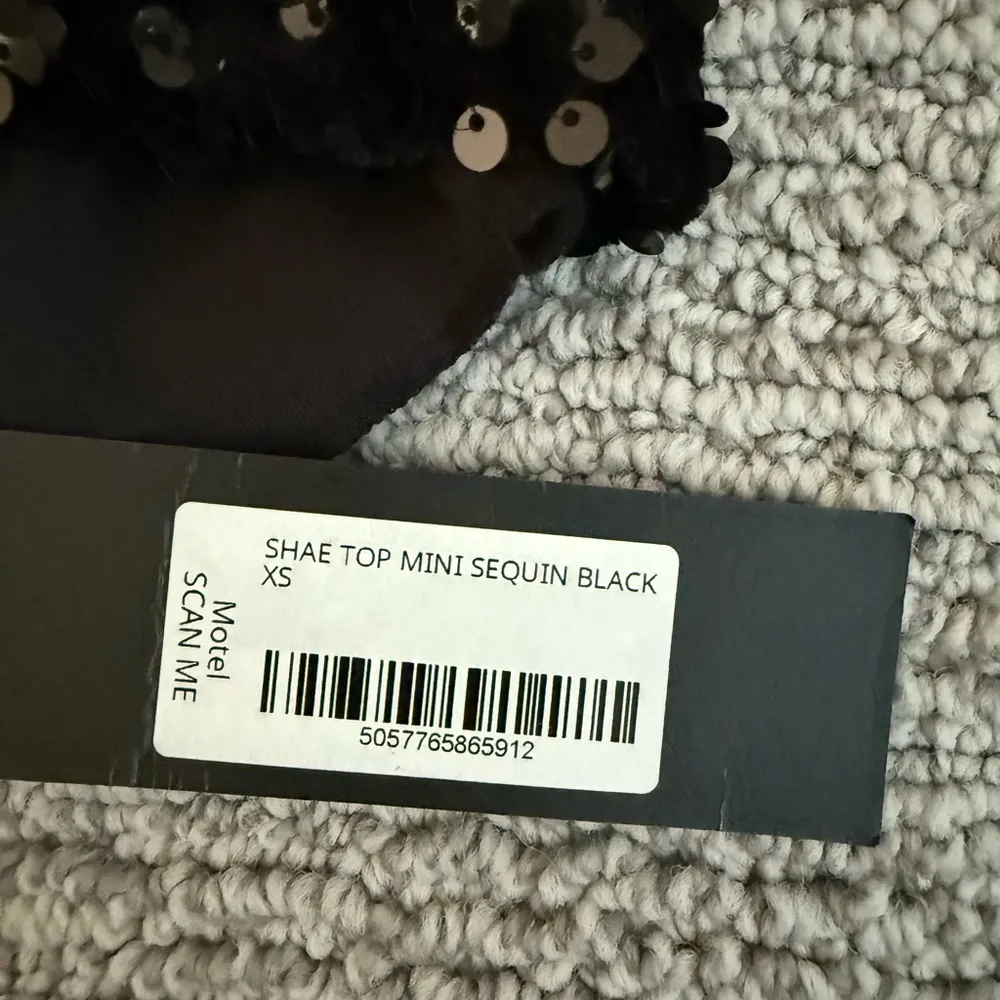 SHAE TOP MINI SEQUIN BLACK
XS
Motel
SCAN ME
5057765865912